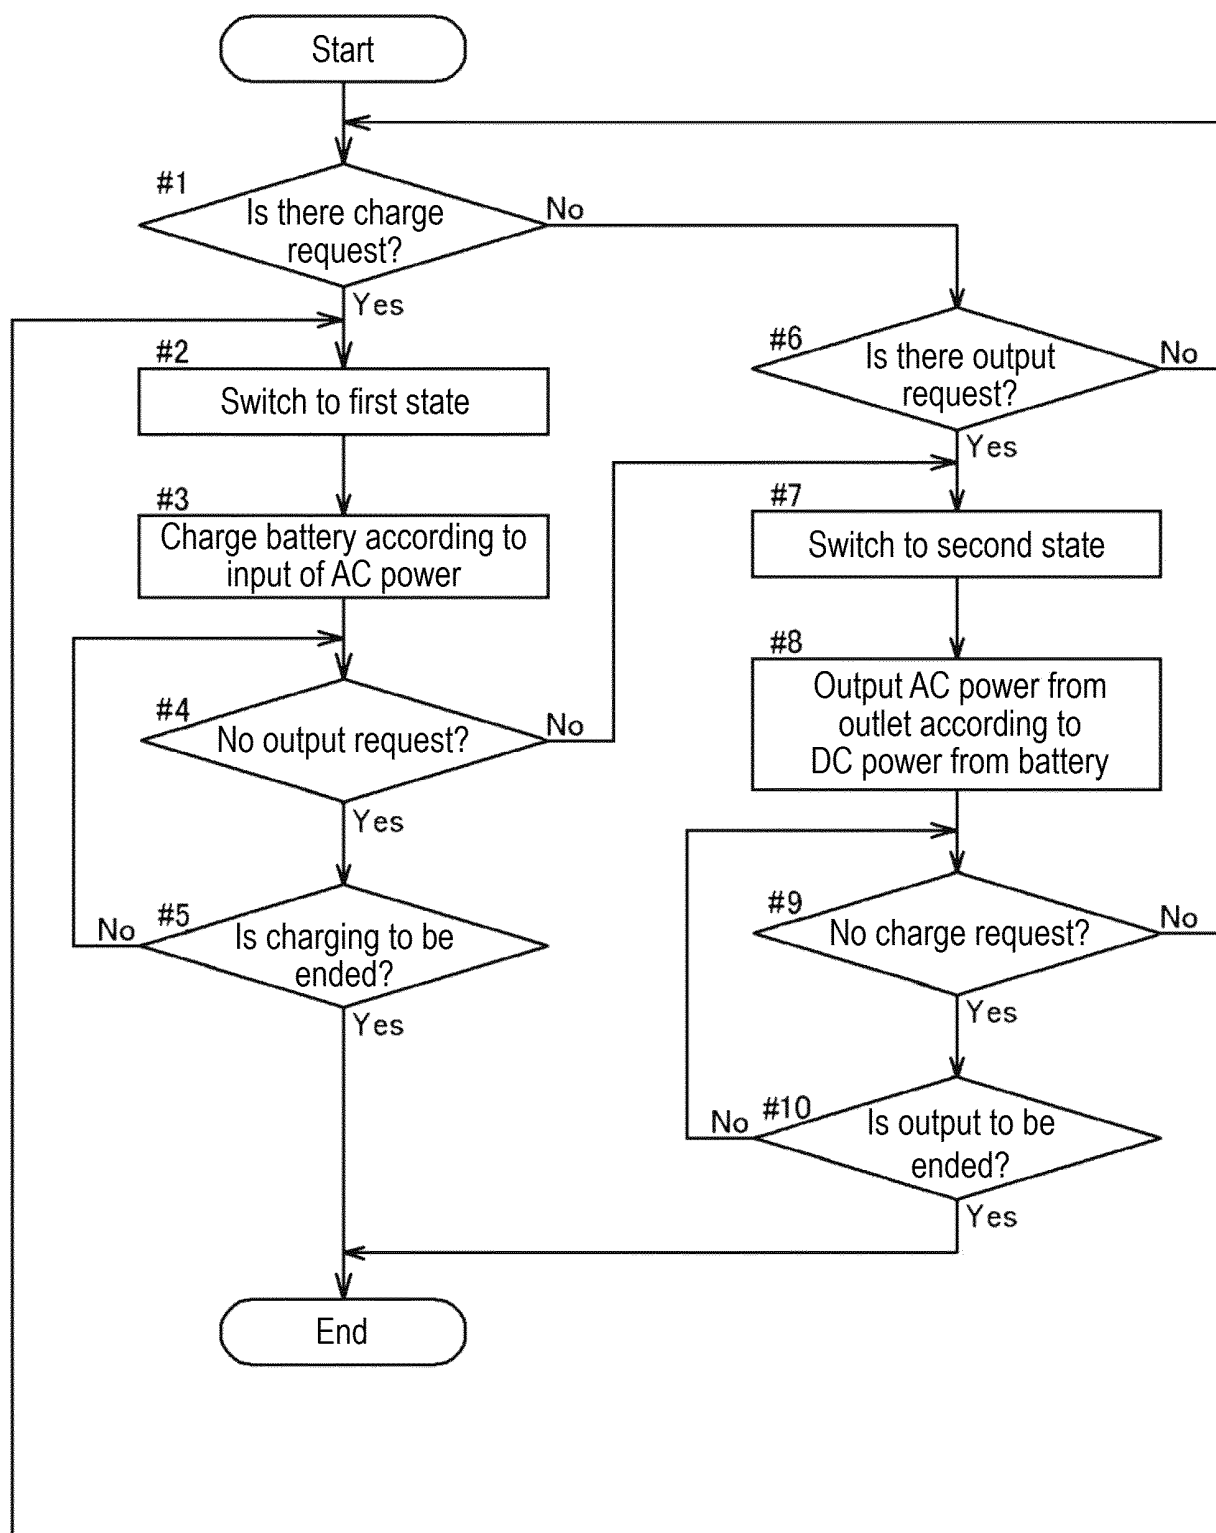 Start
#1
Is there charge
request?
No
Yes
#2
Switch to first state
#3
Charge battery according to
input of AC power
#4
No output request?
No
Yes
#5
Is charging to be
ended?
No
Yes
#6
Is there output
request?
No
Yes
#7
Switch to second state
#8
Output AC power from
outlet according to
DC power from battery
#9
No charge request?
No
Yes
#10
Is output to be
ended?
No
Yes
End